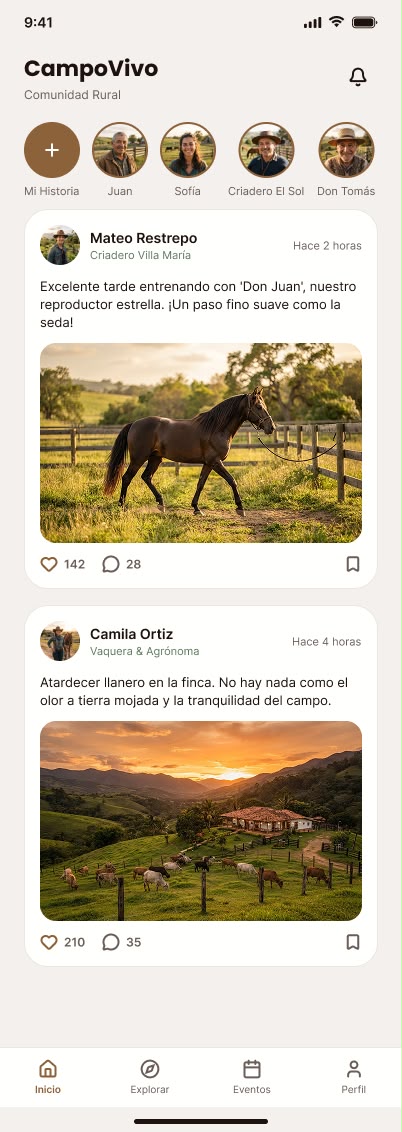 9:41
CampoVivo
Comunidad Rural
Mi Historia
Juan
Sofía
Criadero El Sol
Don Tomás
Mateo Restrepo
Criadero Villa María
Hace 2 horas
Excelente tarde entrenando con 'Don Juan', nuestro
reproductor estrella. ¡Un paso fino suave como la
seda!
142
28
Camila Ortiz
Vaquera & Agrónoma
Hace 4 horas
Atardecer llanero en la finca. No hay nada como el
olor a tierra mojada y la tranquilidad del campo.
210
35
Inicio
Explorar
Eventos
Perfil